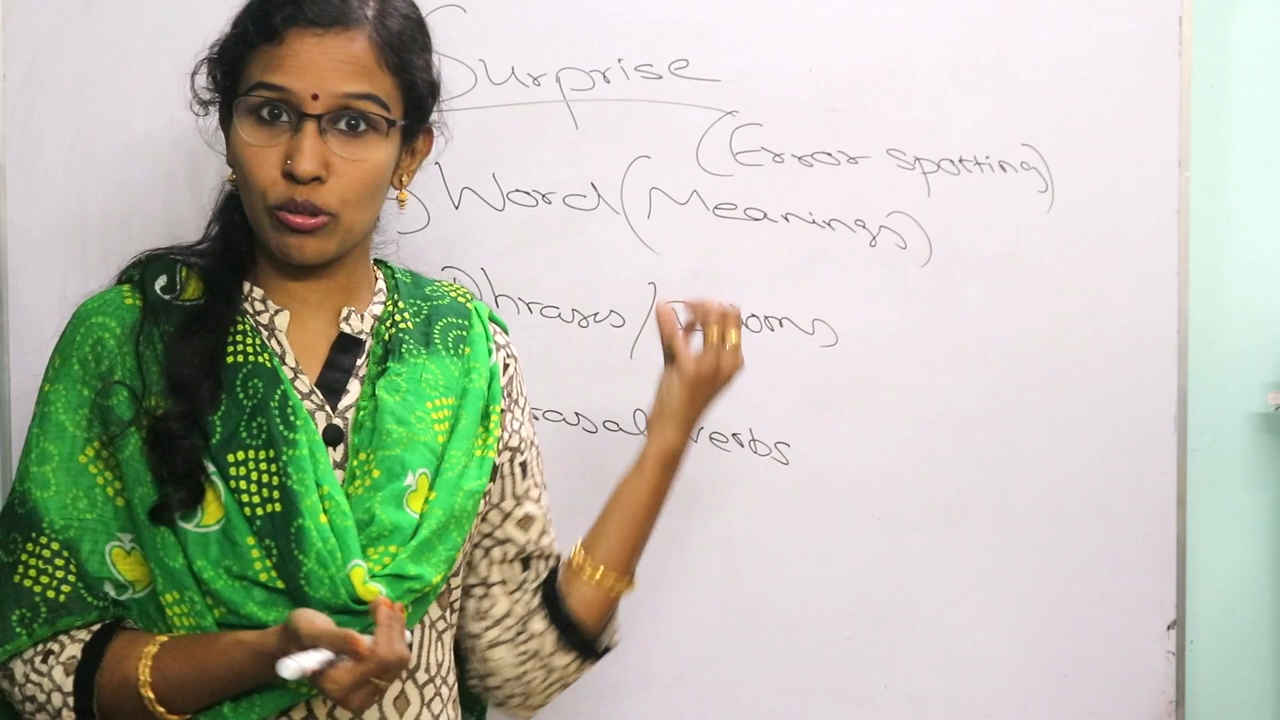 Surprise
(Error spotting)
Word (Meanings)
Phrases /
verbs